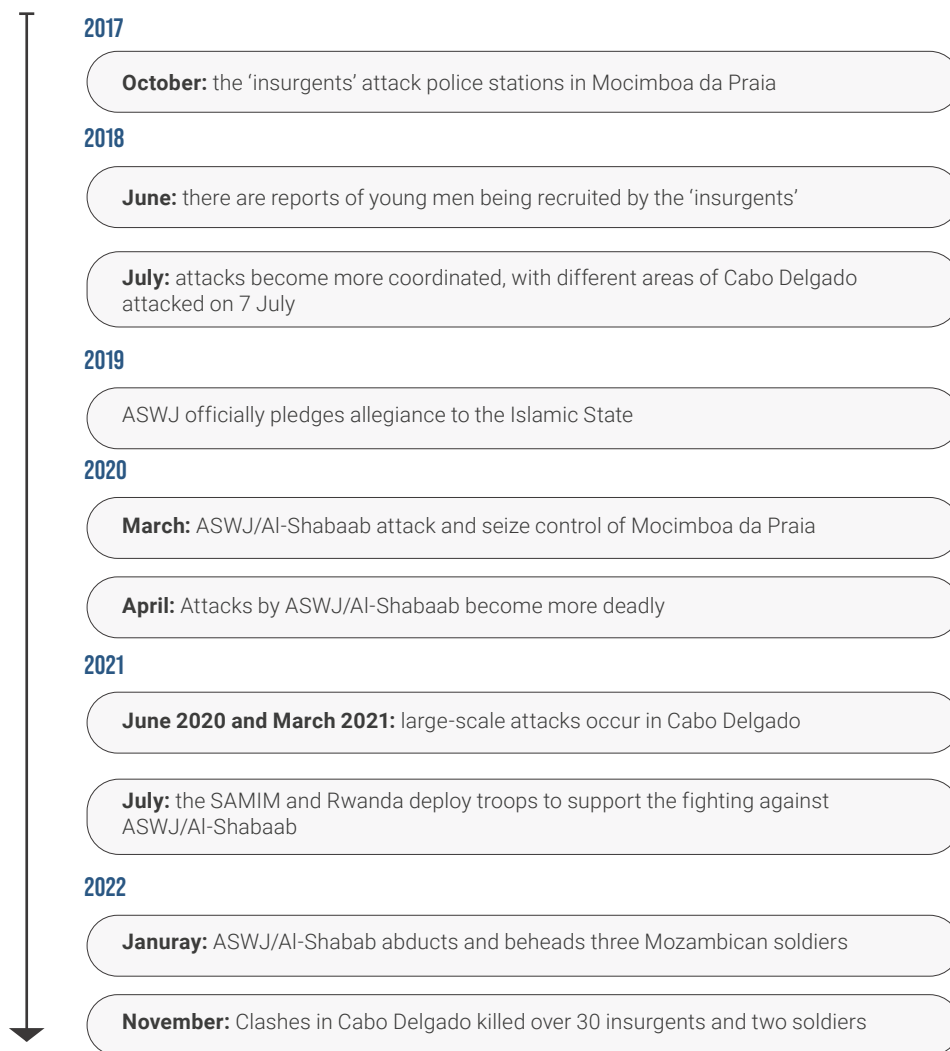 2017
October: the ‘insurgents’ attack police stations in Mocimboa da Praia
2018
June: there are reports of young men being recruited by the ‘insurgents’
July: attacks become more coordinated, with different areas of Cabo Delgado
attacked on 7 July
2019
ASWJ officially pledges allegiance to the Islamic State
2020
March: ASWJ/Al-Shabaab attack and seize control of Mocimboa da Praia
April: Attacks by ASWJ/Al-Shabaab become more deadly
2021
June 2020 and March 2021: large-scale attacks occur in Cabo Delgado
July: the SAMIM and Rwanda deploy troops to support the fighting against
ASWJ/Al-Shabaab
2022
Januray: ASWJ/Al-Shabab abducts and beheads three Mozambican soldiers
November: Clashes in Cabo Delgado killed over 30 insurgents and two soldiers